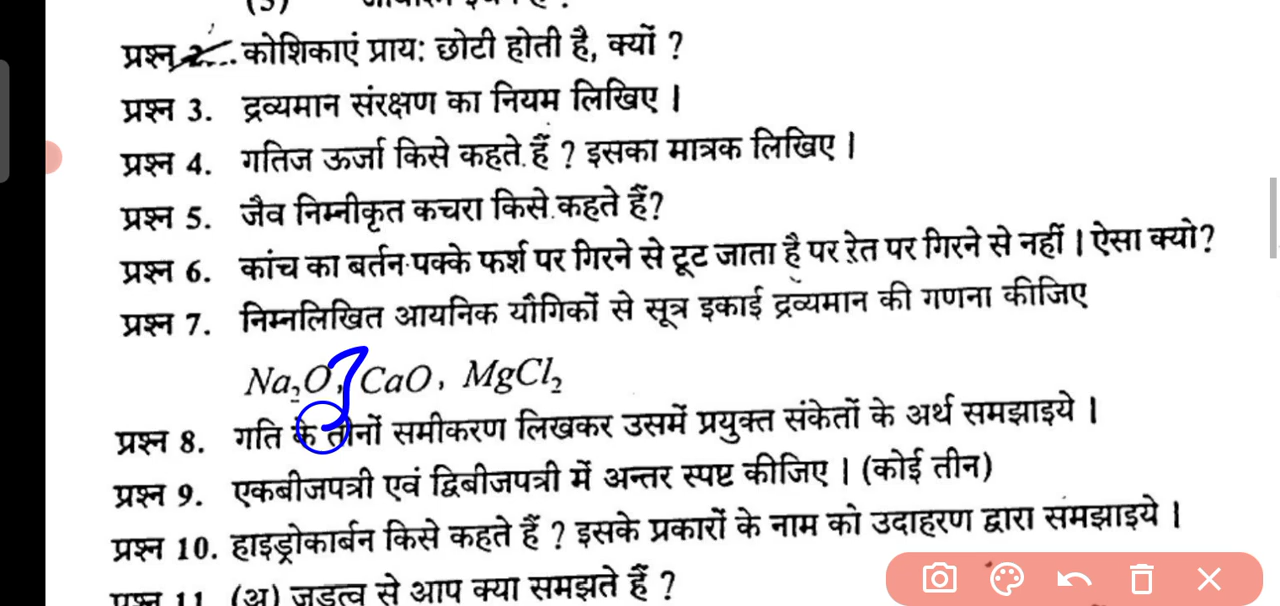 (3)
प्रश्न 2... कोशिकाएं प्राय: छोटी होती है, क्यों ?
प्रश्न 3. द्रव्यमान संरक्षण का नियम लिखिए ।
प्रश्न 4. गतिज ऊर्जा किसे कहते हैं ? इसका मात्रक लिखिए ।
प्रश्न 5. जैव निम्नीकृत कचरा किसे कहते हैं?
प्रश्न 6. कांच का बर्तन पक्के फर्श पर गिरने से टूट जाता है पर रेत पर गिरने से नहीं । ऐसा क्यो?
प्रश्न 7. निम्नलिखित आयनिक यौगिकों से सूत्र इकाई द्रव्यमान की गणना कीजिए
Na₂O, CaO, MgCl₂
प्रश्न 8. गति के तीनों समीकरण लिखकर उसमें प्रयुक्त संकेतों के अर्थ समझाइये ।
प्रश्न 9. एकबीजपत्री एवं द्विबीजपत्री में अन्तर स्पष्ट कीजिए । (कोई तीन)
प्रश्न 10. हाइड्रोकार्बन किसे कहते हैं ? इसके प्रकारों के नाम को उदाहरण द्वारा समझाइये ।
प्रश्न 11. (अ) जड़त्व से आप क्या समझते हैं ?